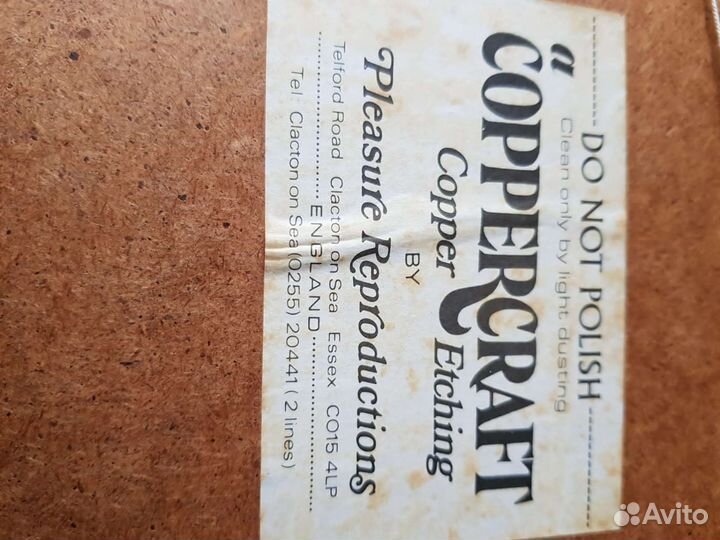 --------DO NOT POLISH--------
Clean only by light dusting
a
COPPERCRAFT
Copper Etching
BY
Pleasure Reproductions
Telford Road Clacton on Sea Essex CO15 4LP
................ENGLAND................
Tel: Clacton on Sea (0255) 20441 ( 2 lines)
Avito